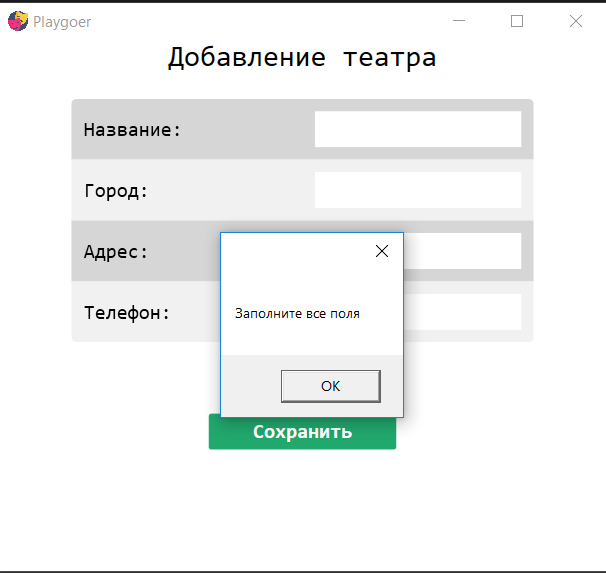 Playgoer
Добавление театра
Название:
Город:
Адрес:
Телефон:
Заполните все поля
OK
Сохранить